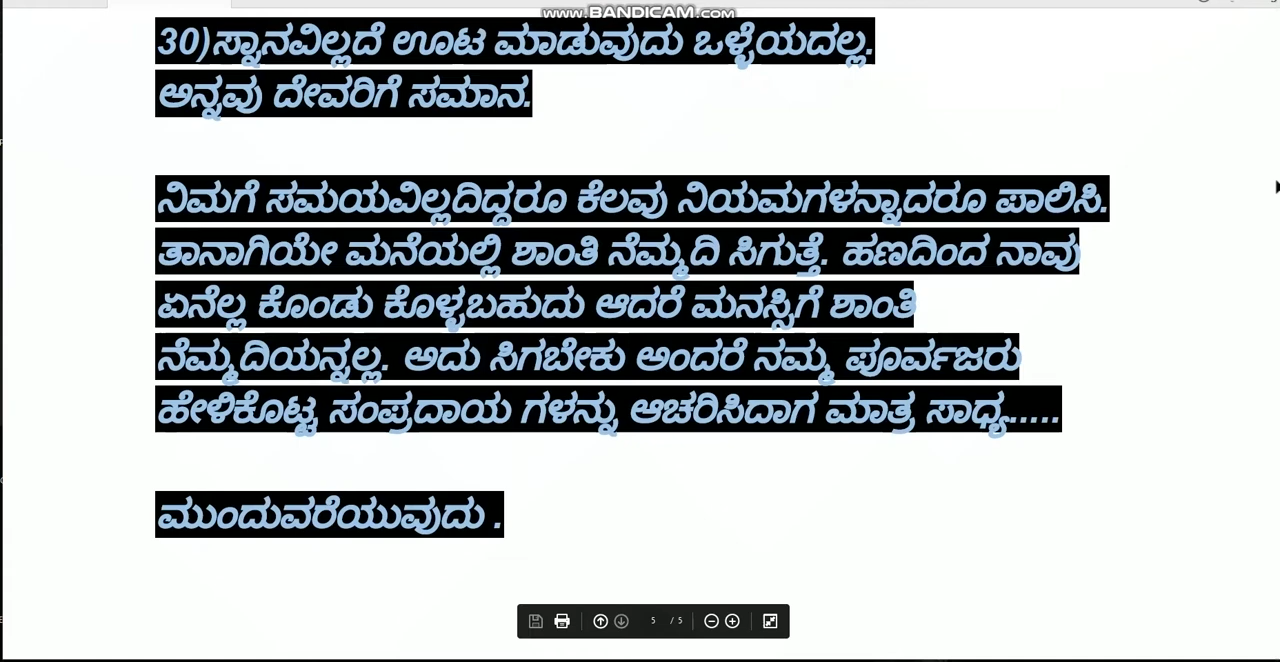 www.BANDICAM.com
30)ಸ್ನಾನವಿಲ್ಲದೆ ಊಟ ಮಾಡುವುದು ಒಳ್ಳೆಯದಲ್ಲ.
ಅನ್ನವು ದೇವರಿಗೆ ಸಮಾನ.
ನಿಮಗೆ ಸಮಯವಿಲ್ಲದಿದ್ದರೂ ಕೆಲವು ನಿಯಮಗಳನ್ನಾದರೂ ಪಾಲಿಸಿ.
ತಾನಾಗಿಯೇ ಮನೆಯಲ್ಲಿ ಶಾಂತಿ ನೆಮ್ಮದಿ ಸಿಗುತ್ತೆ. ಹಣದಿಂದ ನಾವು
ಏನೆಲ್ಲ ಕೊಂಡು ಕೊಳ್ಳಬಹುದು ಆದರೆ ಮನಸ್ಸಿಗೆ ಶಾಂತಿ
ನೆಮ್ಮದಿಯನ್ನಲ್ಲ. ಅದು ಸಿಗಬೇಕು ಅಂದರೆ ನಮ್ಮ ಪೂರ್ವಜರು
ಹೇಳಿಕೊಟ್ಟ ಸಂಪ್ರದಾಯ ಗಳನ್ನು ಆಚರಿಸಿದಾಗ ಮಾತ್ರ ಸಾಧ್ಯ.....
ಮುಂದುವರೆಯುವುದು .
5 / 5